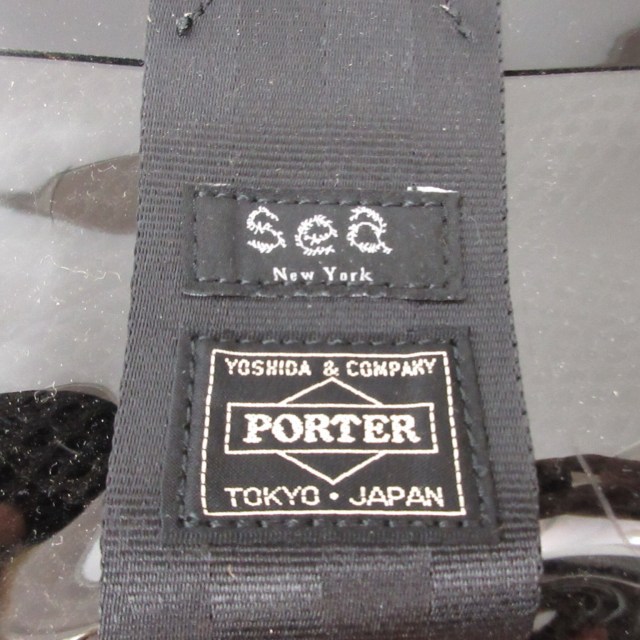 SeA
New York
YOSHIDA & COMPANY
PORTER
TOKYO · JAPAN